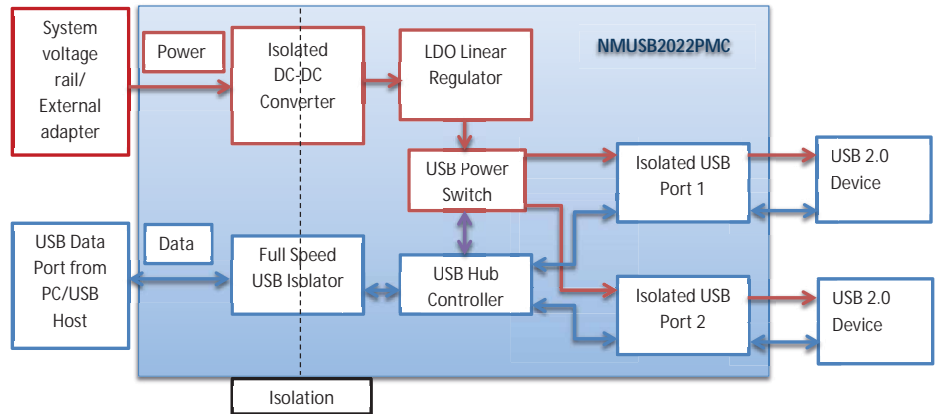 System
voltage
rail/
External
adapter
Power
Isolated
DC-DC
Converter
LDO Linear
Regulator
NMUSB2022PMC
USB Power
Switch
Isolated USB
Port 1
USB 2.0
Device
USB Data
Port from
PC/USB
Host
Data
Full Speed
USB Isolator
USB Hub
Controller
Isolated USB
Port 2
USB 2.0
Device
Isolation